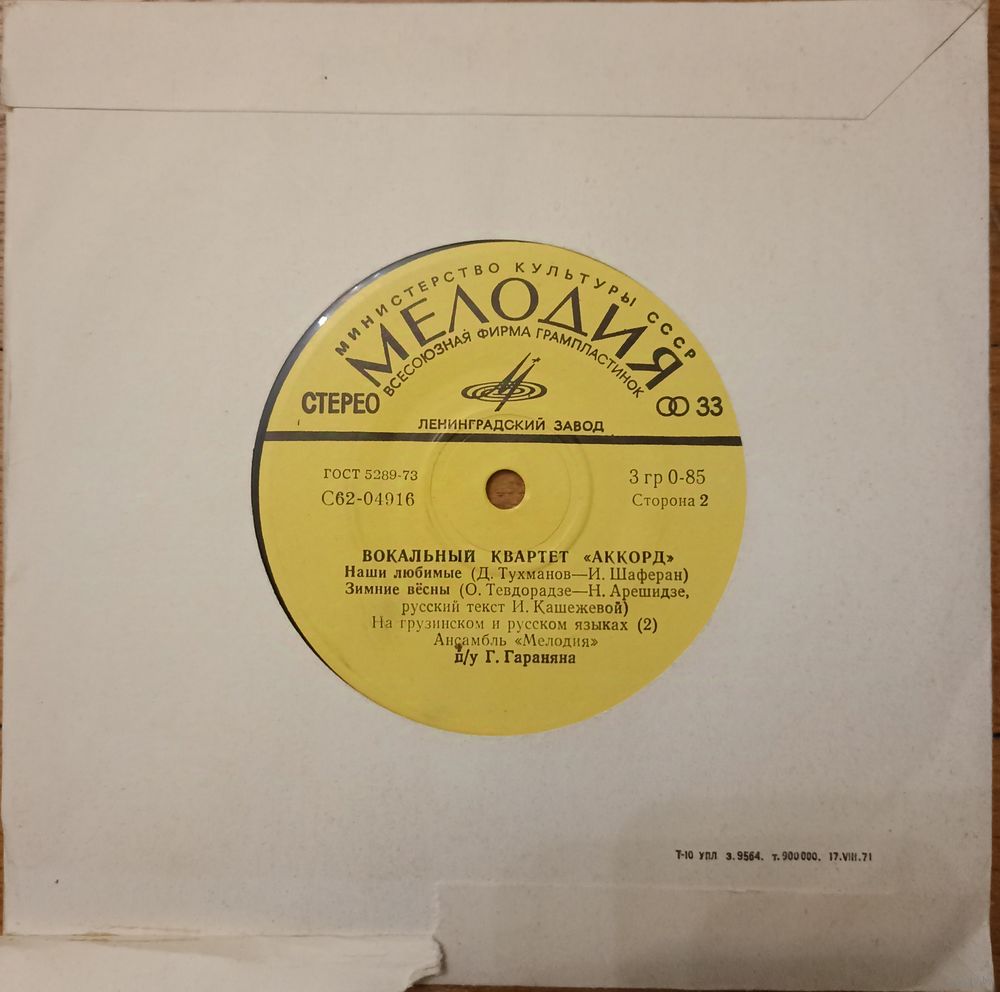 МИНИСТЕРСТВО КУЛЬТУРЫ СССР
МЕЛОДИЯ
ВСЕСОЮЗНАЯ ФИРМА ГРАМПЛАСТИНОК
СТЕРЕО
33
ЛЕНИНГРАДСКИЙ ЗАВОД
ГОСТ 5289-73
3 гр 0-85
С62-04916
Сторона 2
ВОКАЛЬНЫЙ КВАРТЕТ «АККОРД»
Наши любимые (Д. Тухманов—И. Шаферан)
Зимние вёсны (О. Тевдорадзе—Н. Арешидзе,
русский текст И. Кашежевой)
На грузинском и русском языках (2)
Ансамбль «Мелодия»
п/у Г. Гараняна
Т-10 УПЛ з.9564. т.900000. 17.VIII.71